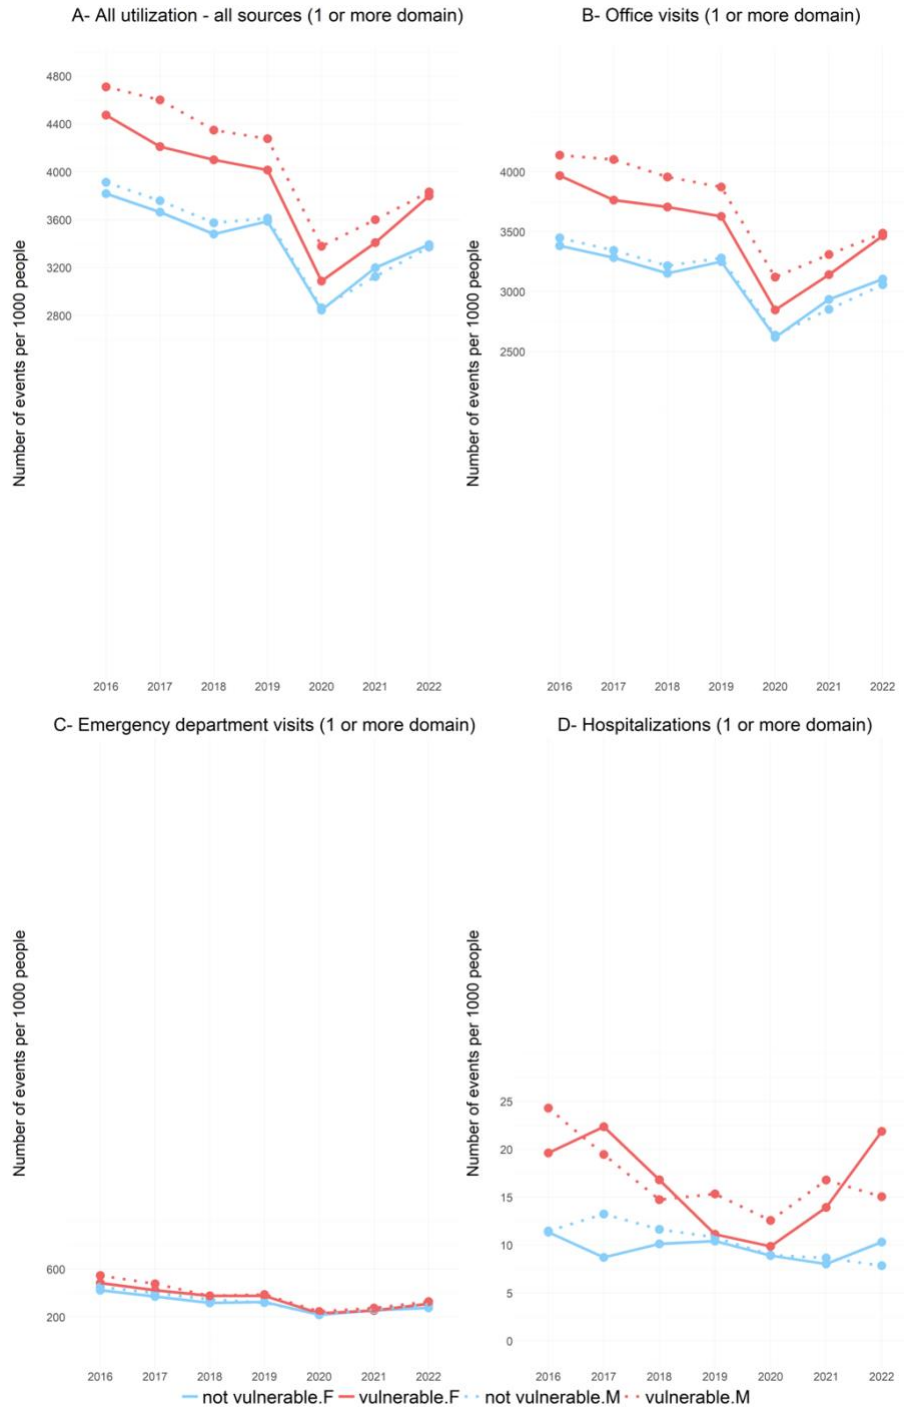 A- All utilization - all sources (1 or more domain)
Number of events per 1000 people
4800
4400
4000
3600
3200
2800
2016 2017 2018 2019 2020 2021 2022
B- Office visits (1 or more domain)
Number of events per 1000 people
4000
3500
3000
2500
2016 2017 2018 2019 2020 2021 2022
C- Emergency department visits (1 or more domain)
Number of events per 1000 people
600
200
2016 2017 2018 2019 2020 2021 2022
D- Hospitalizations (1 or more domain)
Number of events per 1000 people
25
20
15
10
5
0
2016 2017 2018 2019 2020 2021 2022
not vulnerable.F vulnerable.F not vulnerable.M vulnerable.M